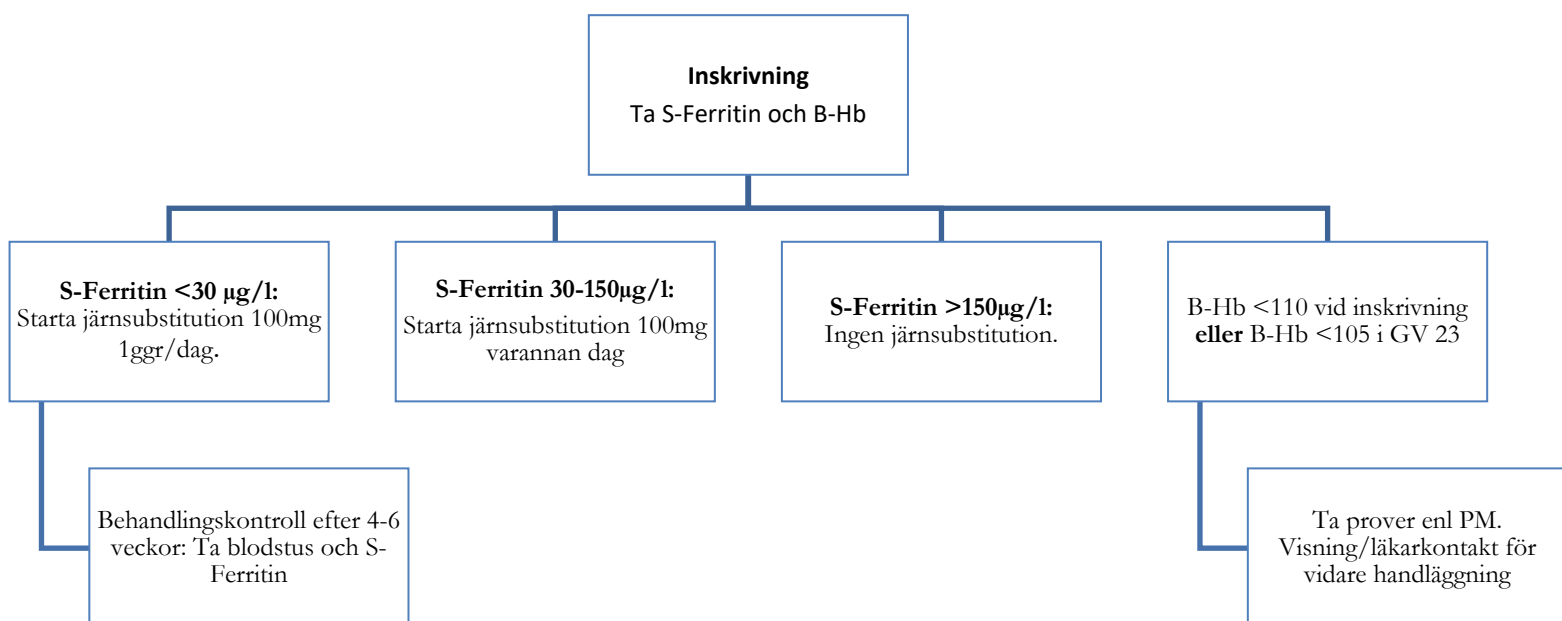 Inskrivning
Ta S-Ferritin och B-Hb
S-Ferritin <30 µg/l:
Starta järnsubstitution 100mg
1ggr/dag.
S-Ferritin 30-150µg/l:
Starta järnsubstitution 100mg
varannan dag
S-Ferritin >150µg/l:
Ingen järnsubstitution.
B-Hb <110 vid inskrivning
eller B-Hb <105 i GV 23
Behandlingskontroll efter 4-6
veckor: Ta blodstus och S-
Ferritin
Ta prover enl PM.
Visning/läkarkontakt för
vidare handläggning